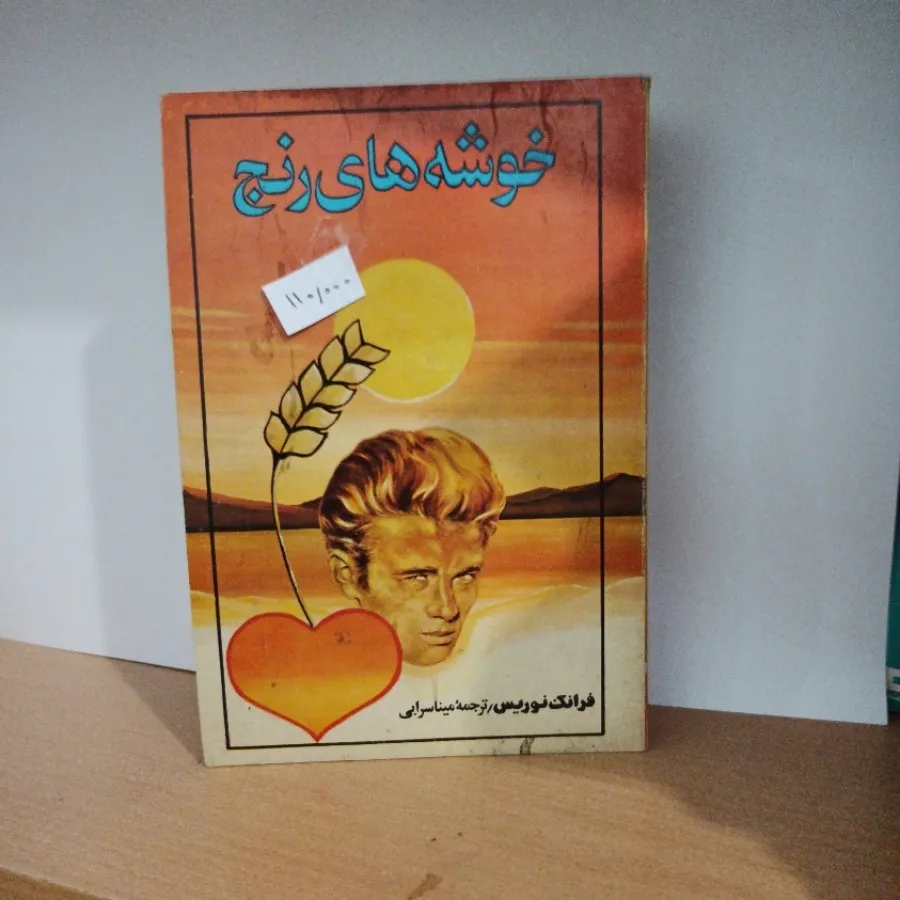 خوشه های رنج
۱۱۰/۰۰۰
فرانک نوریس/ترجمهٔ مینا سرابی